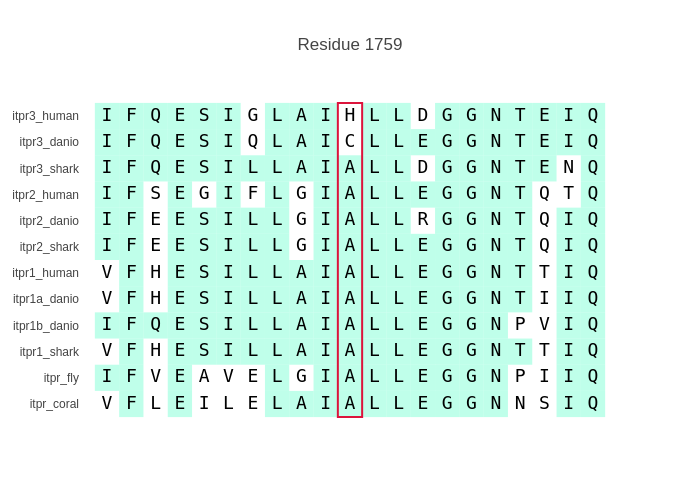 Residue 1759
itpr3_human I F Q E S I G L A I H L L D G G N T E I Q
itpr3_danio I F Q E S I Q L A I C L L E G G N T E I Q
itpr3_shark I F Q E S I L L A I A L L D G G N T E N Q
itpr2_human I F S E G I F L G I A L L E G G N T Q T Q
itpr2_danio I F E E S I L L G I A L L R G G N T Q I Q
itpr2_shark I F E E S I L L G I A L L E G G N T Q I Q
itpr1_human V F H E S I L L A I A L L E G G N T T I Q
itpr1a_danio V F H E S I L L A I A L L E G G N T I I Q
itpr1b_danio I F Q E S I L L A I A L L E G G N P V I Q
itpr1_shark V F H E S I L L A I A L L E G G N T T I Q
itpr_fly I F V E A V E L G I A L L E G G N P I I Q
itpr_coral V F L E I L E L A I A L L E G G N N S I Q